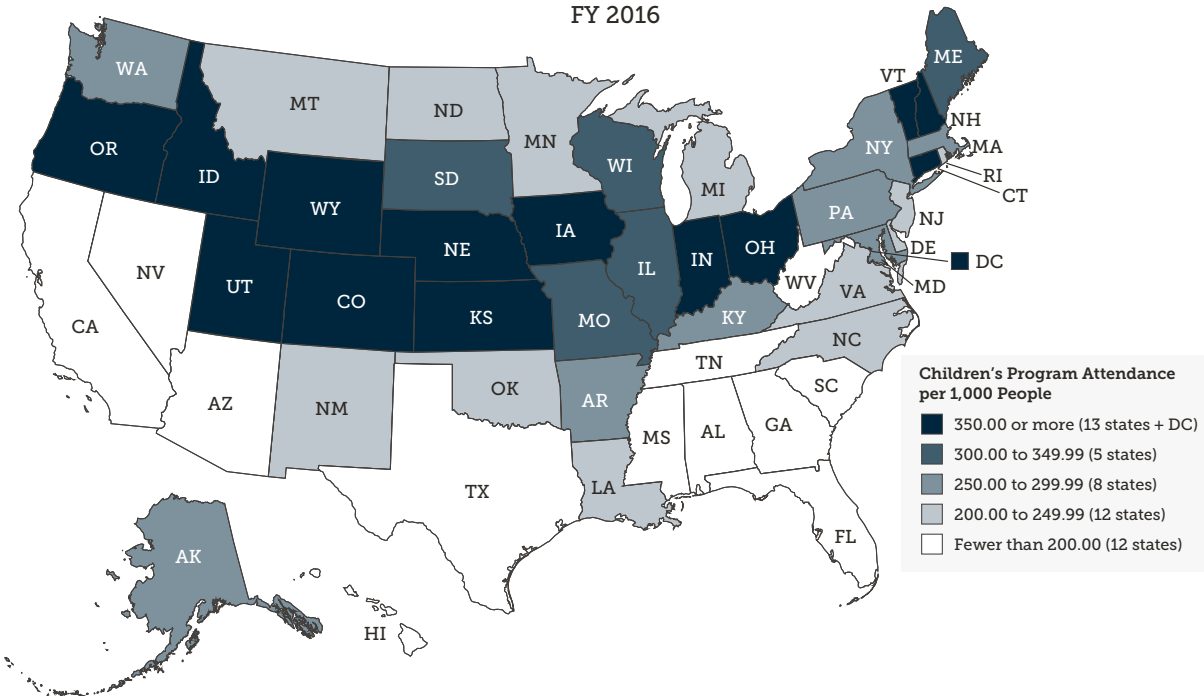 FY 2016
WA
MT
ND
MN
ME
VT
NH
OR
ID
WY
SD
WI
MI
NY
MA
RI
CT
NE
IA
PA
NJ
NV
UT
CO
KS
IL
IN
OH
DE
DC
MD
WV
VA
CA
MO
KY
NC
AZ
NM
OK
AR
TN
SC
MS
AL
GA
TX
LA
FL
AK
HI
Children's Program Attendance
per 1,000 People
350.00 or more (13 states + DC)
300.00 to 349.99 (5 states)
250.00 to 299.99 (8 states)
200.00 to 249.99 (12 states)
Fewer than 200.00 (12 states)